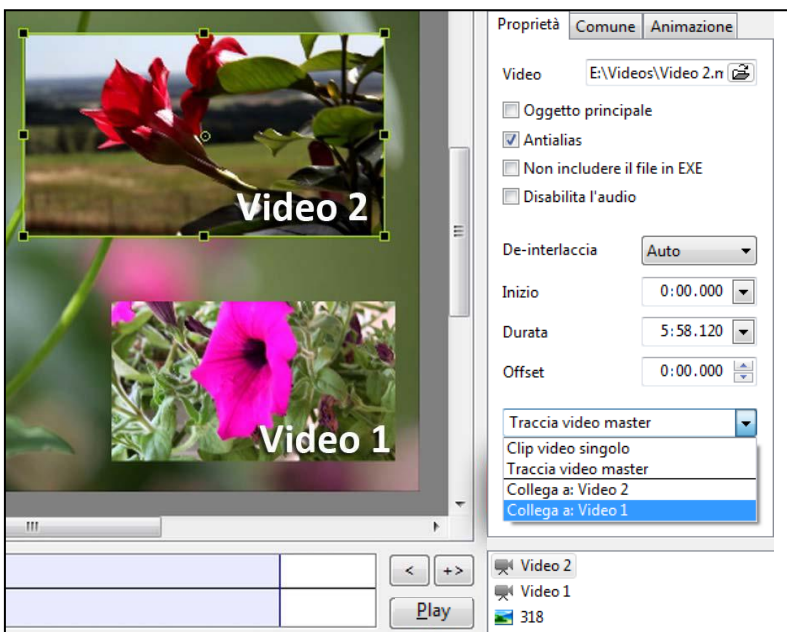 Proprietà Comune Animazione
Video E:\Videos\Video 2.n
Oggetto principale
Antialias
Non includere il file in EXE
Disabilita l'audio
De-interlaccia Auto
Inizio 0:00.000
Durata 5:58.120
Offset 0:00.000
Traccia video master
Clip video singolo
Traccia video master
Collega a: Video 2
Collega a: Video 1
Video 2
Video 1
< +>
Play
Video 2
Video 1
318